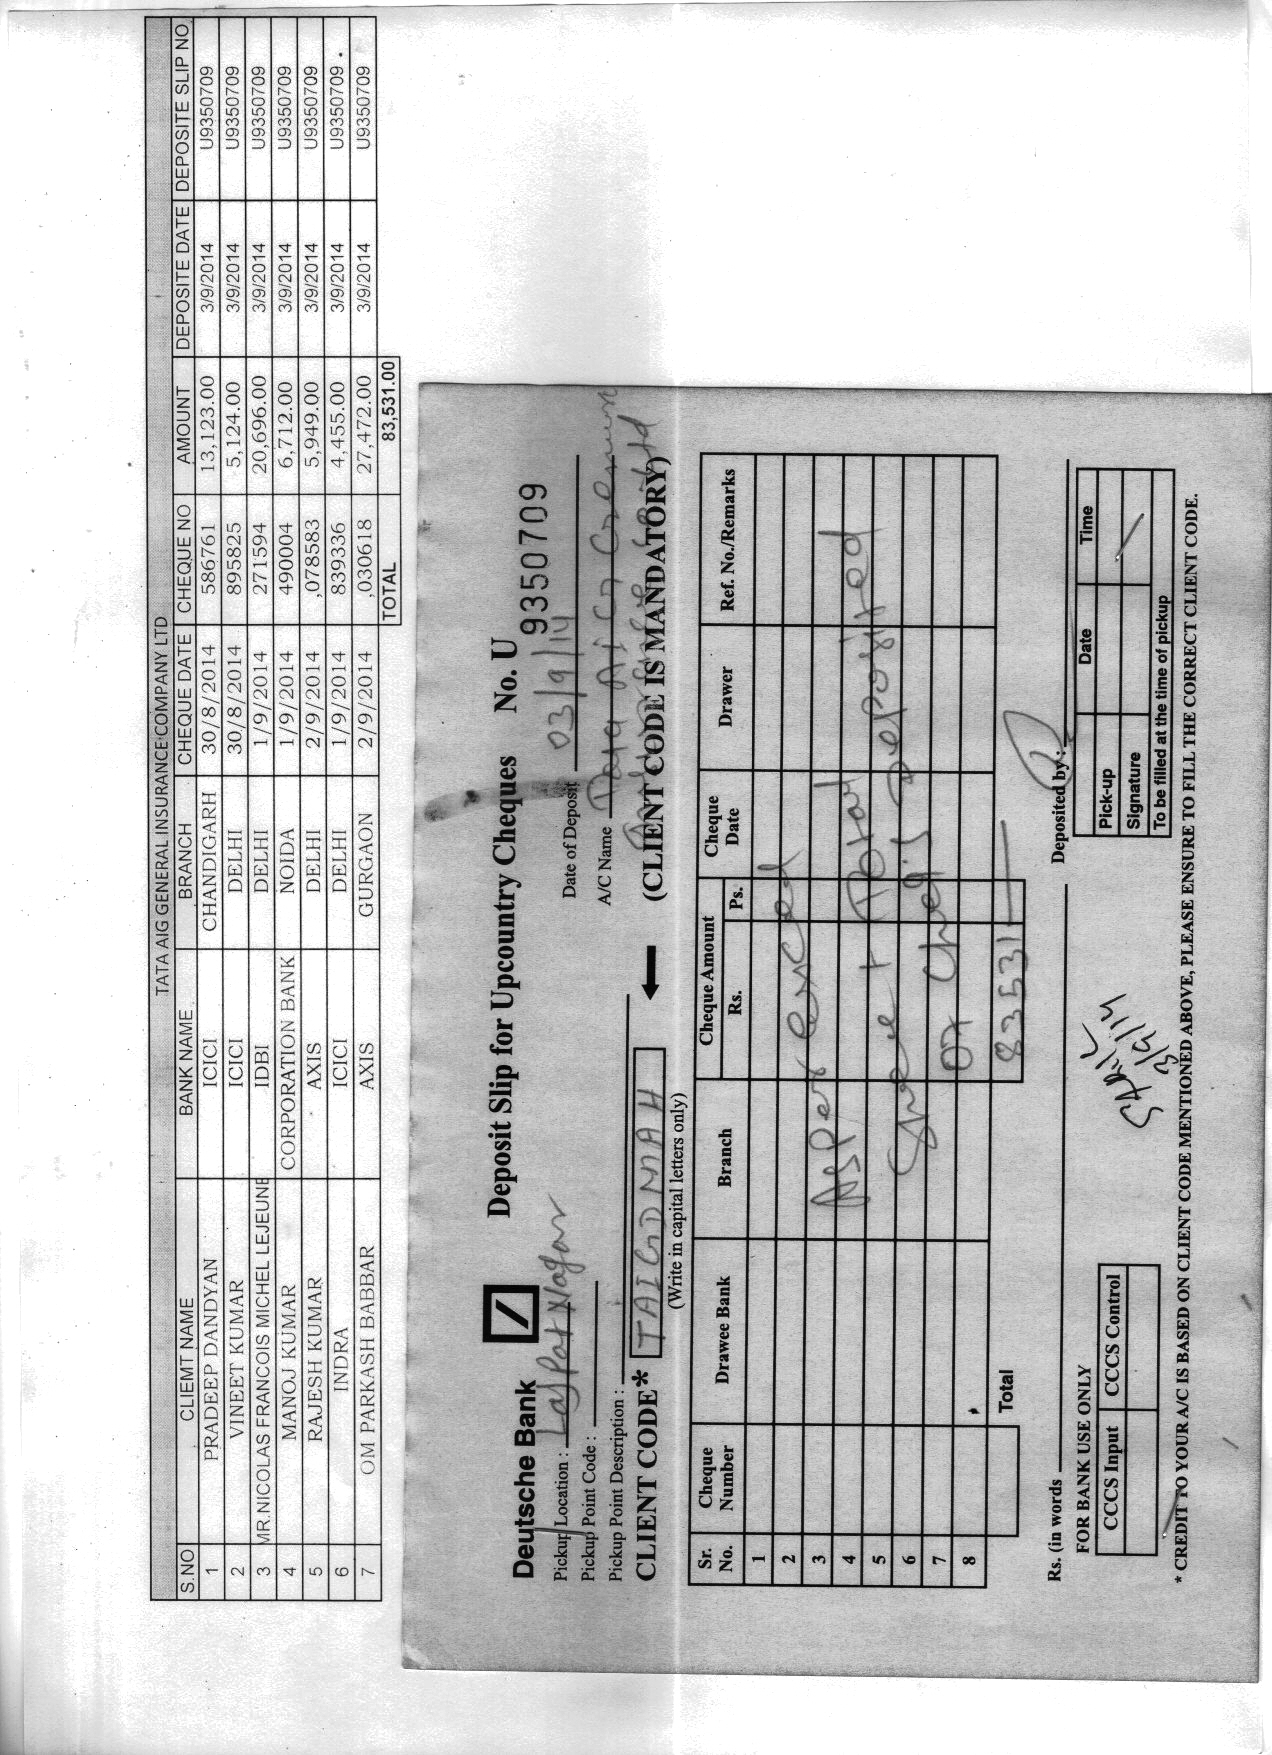 TATA AIG GENERAL INSURANCE COMPANY LTD
S.NO CLIEMT NAME BANK NAME BRANCH CHEQUE DATE CHEQUE NO AMOUNT DEPOSITE DATE DEPOSITE SLIP NO
1 PRADEEP DANDYAN ICICI CHANDIGARH 30/8/2014 586761 13,123.00 3/9/2014 U9350709
2 VINEET KUMAR ICICI DELHI 30/8/2014 895825 5,124.00 3/9/2014 U9350709
3 MR.NICOLAS FRANCOIS MICHEL LEJEUNE IDBI DELHI 1/9/2014 271594 20,696.00 3/9/2014 U9350709
4 MANOJ KUMAR CORPORATION BANK NOIDA 1/9/2014 490004 6,712.00 3/9/2014 U9350709
5 RAJESH KUMAR AXIS DELHI 2/9/2014 ,078583 5,949.00 3/9/2014 U9350709
6 INDRA ICICI DELHI 1/9/2014 839336 4,455.00 3/9/2014 U9350709
7 OM PARKASH BABBAR AXIS GURGAON 2/9/2014 ,030618 27,472.00 3/9/2014 U9350709
TOTAL 83,531.00
Deutsche Bank Deposit Slip for Upcountry Cheques No. U 9350709
Pickup Location : Lajpat Nagar Date of Deposit 03/9/14
Pickup Point Code : A/C Name Tata AIG General
Pickup Point Description :
CLIENT CODE* TAIGDMAH (CLIENT CODE IS MANDATORY)
(Write in capital letters only)
Sr. No. Cheque Number Drawee Bank Branch Cheque Amount Rs. Ps. Cheque Date Drawer Ref. No./Remarks
1
2
3
4
5
6
7
8
As Per Enclosed
Sheet Total
07 Chq's Deposited
Total 83531
Rs. (in words Deposited by :
FOR BANK USE ONLY
CCCS Input CCCS Control
3/9/14
Pick-up Date Time
Signature
To be filled at the time of pickup
* CREDIT TO YOUR A/C IS BASED ON CLIENT CODE MENTIONED ABOVE, PLEASE ENSURE TO FILL THE CORRECT CLIENT CODE.